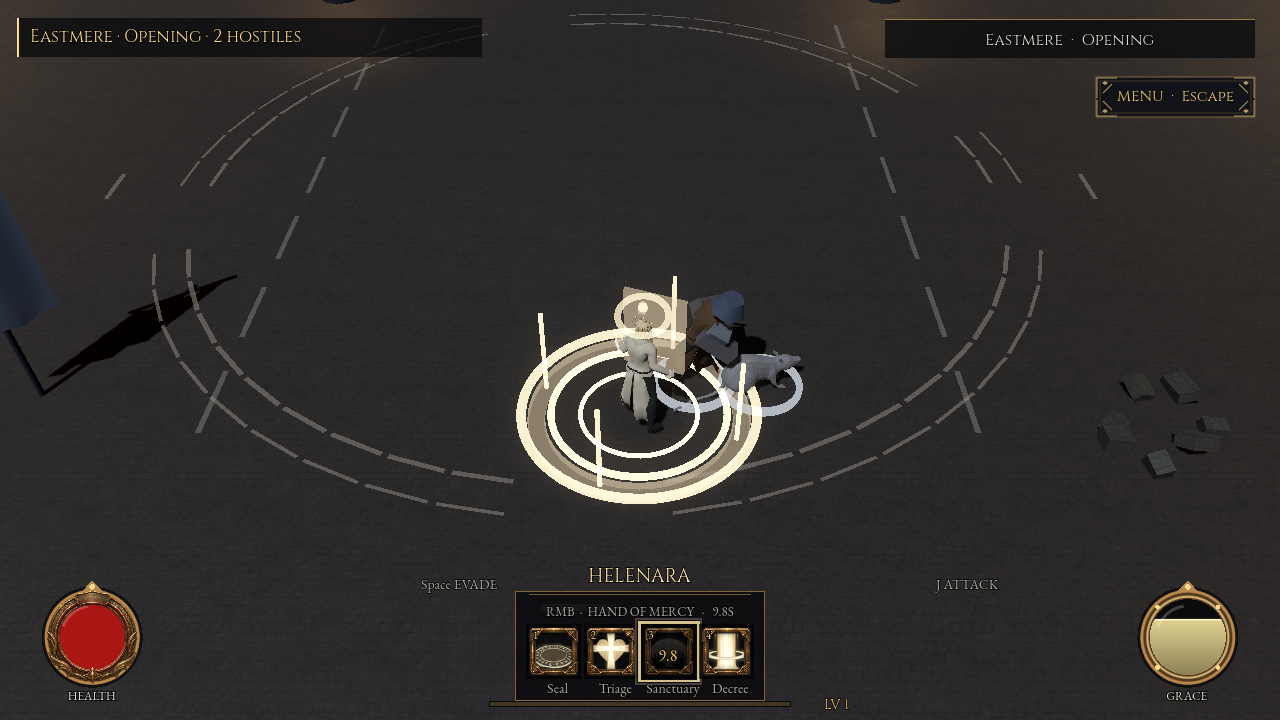 Eastmere · Opening · 2 hostiles
Eastmere · Opening
MENU · Escape
Space EVADE
HELENARA
J ATTACK
RMB · HAND OF MERCY · 9.8S
1 2 3 4
9.8
Seal Triage Sanctuary Decree
HEALTH
GRACE
LV 1